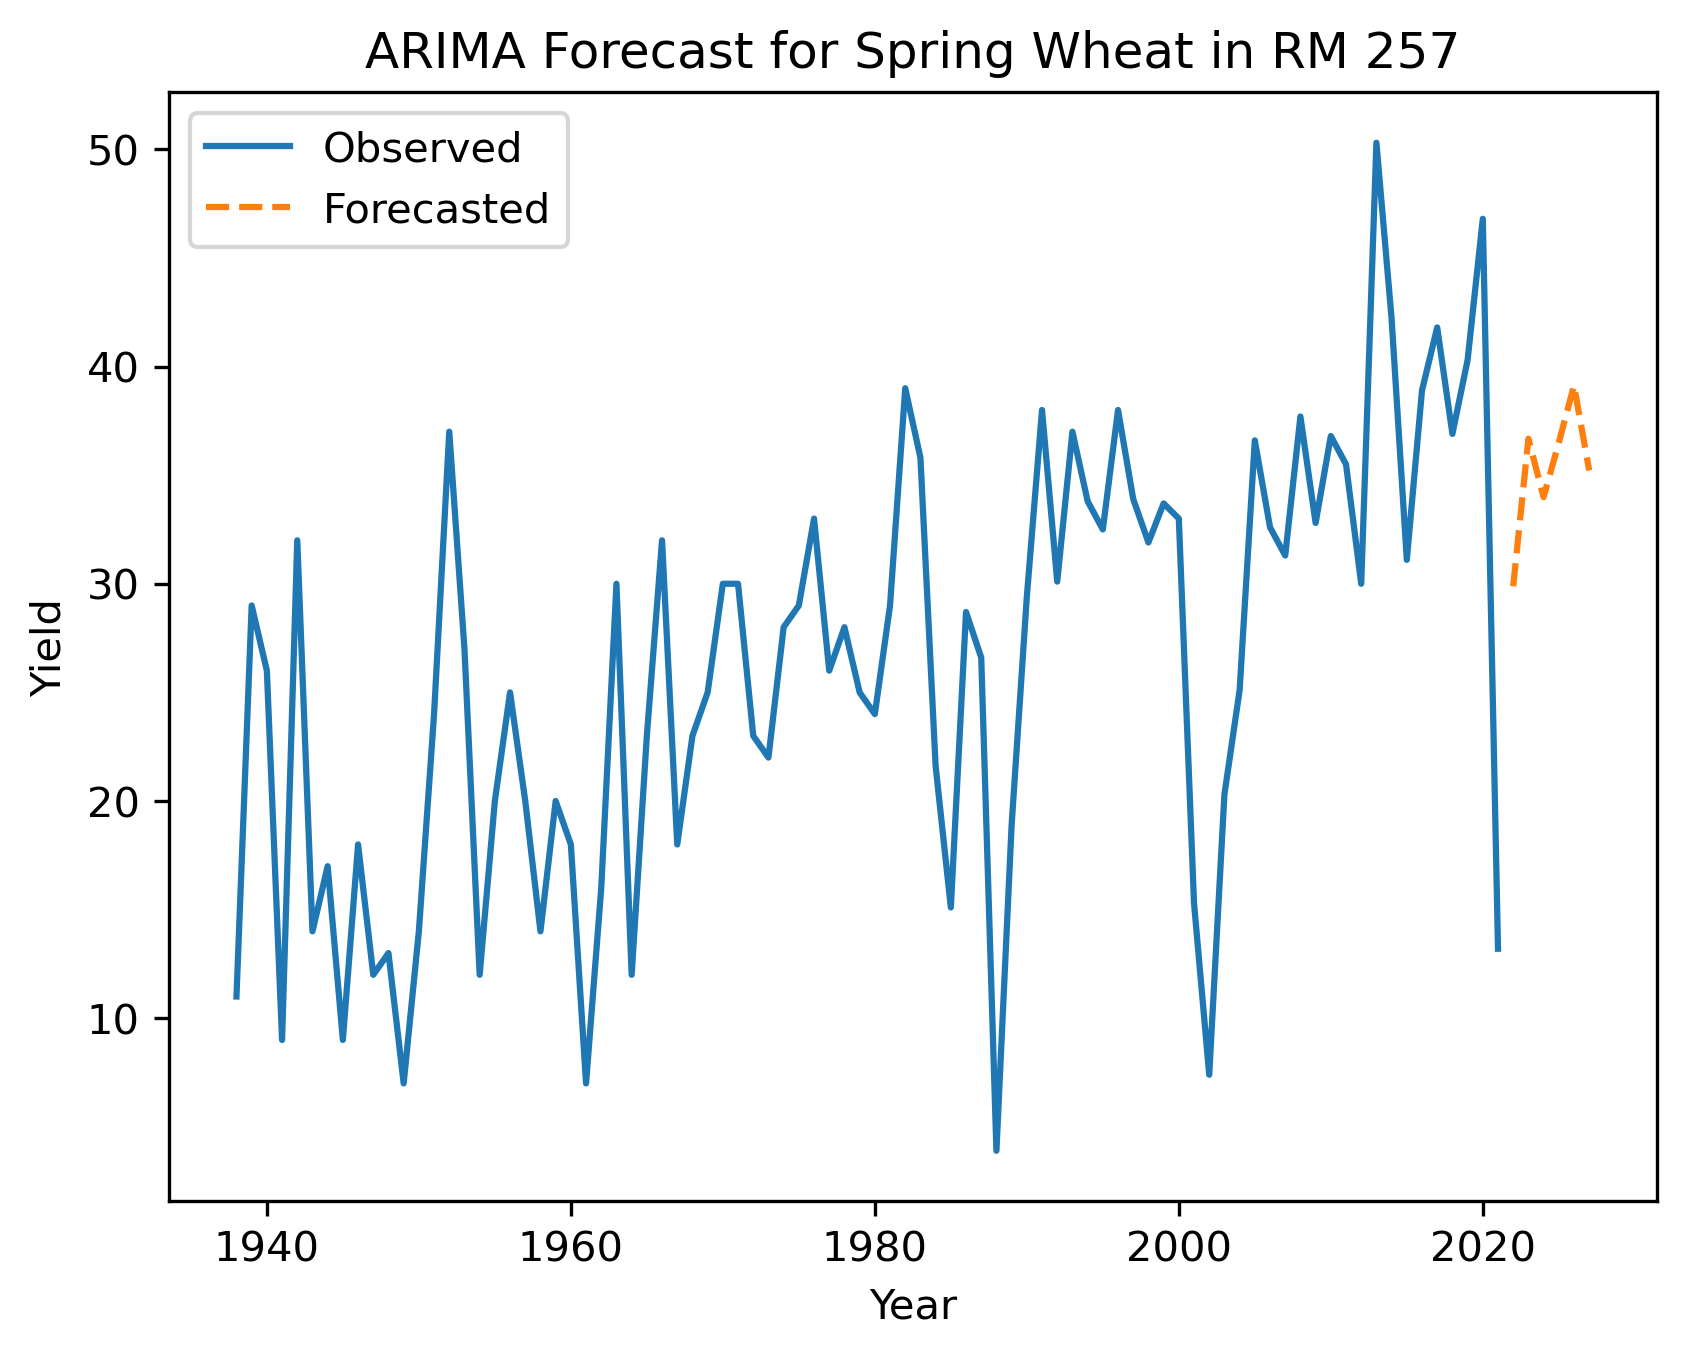 ARIMA Forecast for Spring Wheat in RM 257
Observed
Forecasted
50
40
30
20
10
Yield
1940 1960 1980 2000 2020
Year